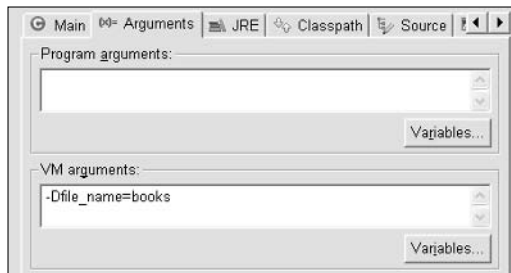 Main (x)= Arguments JRE Classpath Source
Program arguments:
Variables...
VM arguments:
-Dfile_name=books
Variables...